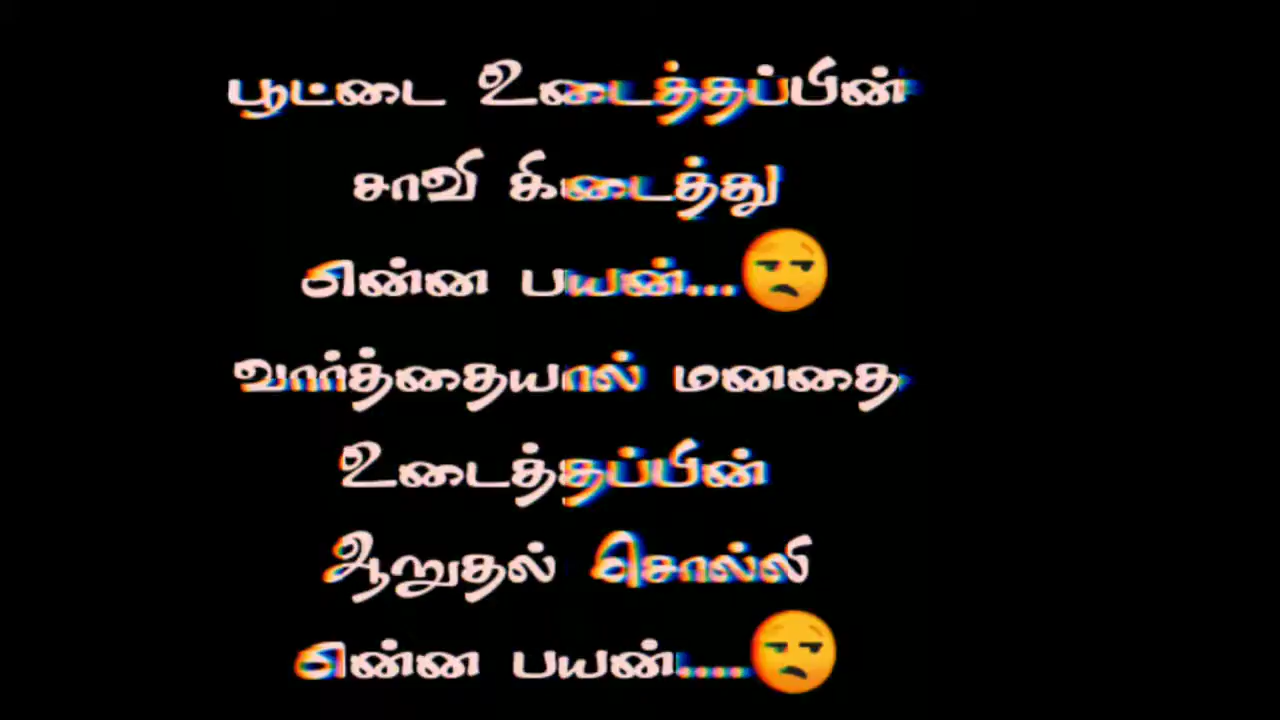 பூட்டை உடைத்தப்பின்
சாவி கிடைத்து
என்ன பயன்...😒
வார்த்தையால் மனதை
உடைத்தப்பின்
ஆறுதல் சொல்லி
என்ன பயன்....😒